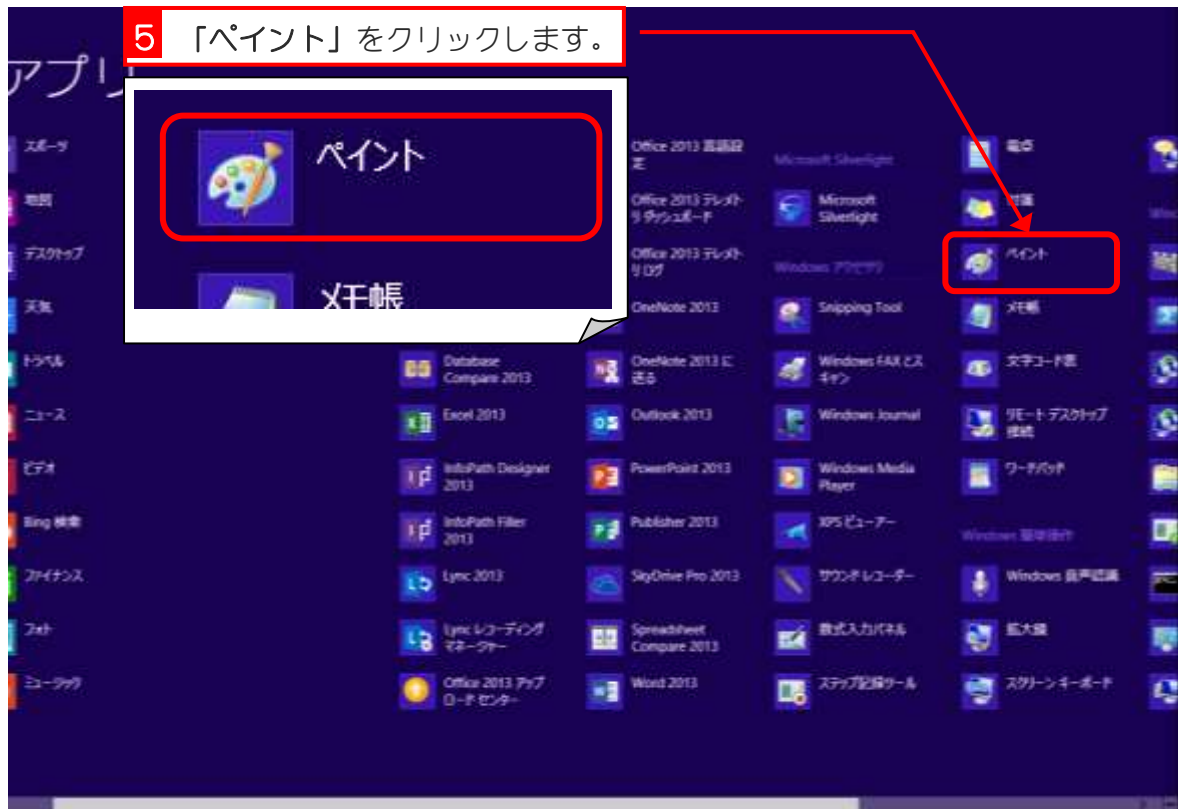 5 「ペイント」をクリックします。
アプリ
ペイント
メモ帳
スポーツ
地図
デスクトップ
天気
トラベル
ニュース
ビデオ
Bing 検索
ファイナンス
フォト
ミュージック
Database
Compare 2013
Excel 2013
InfoPath Designer
2013
InfoPath Filler
2013
Lync 2013
Lync レコーディング
マネージャー
Office 2013 アップ
ロード センター
Office 2013 言語設
定
Office 2013 テレメト
リ ダッシュボード
Office 2013 テレメト
リ ログ
OneNote 2013
OneNote 2013 に
送る
Outlook 2013
PowerPoint 2013
Publisher 2013
SkyDrive Pro 2013
Spreadsheet
Compare 2013
Word 2013
Microsoft Silverlight
Microsoft
Silverlight
Windows アクセサリ
Snipping Tool
Windows FAX とス
キャン
Windows Journal
Windows Media
Player
XPS ビューアー
サウンド レコーダー
数式入力パネル
ステップ記録ツール
電卓
付箋
ペイント
メモ帳
文字コード表
リモート デスクトップ
接続
ワードパッド
Windows 簡単操作
Windows 音声認識
拡大鏡
スクリーン キーボード